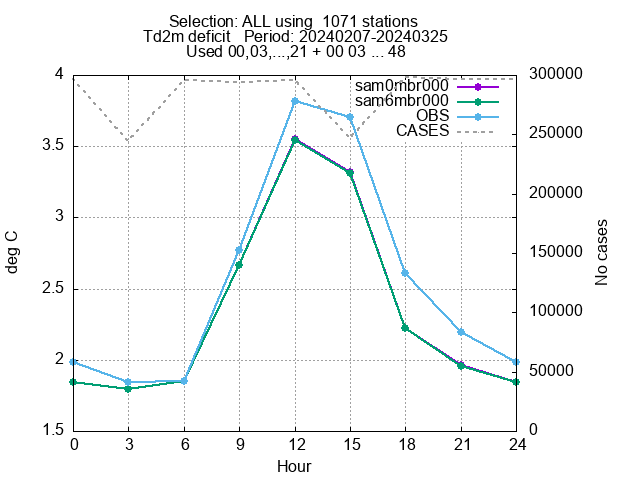 Selection: ALL using  1071 stations
Td2m deficit   Period: 20240207-20240325
Used 00,03,...,21 + 00 03 ... 48
4
3.5
3
2.5
2
1.5
300000
250000
200000
150000
100000
50000
0
sam0mbr000
sam6mbr000
OBS
CASES
deg C
No cases
0 3 6 9 12 15 18 21 24
Hour